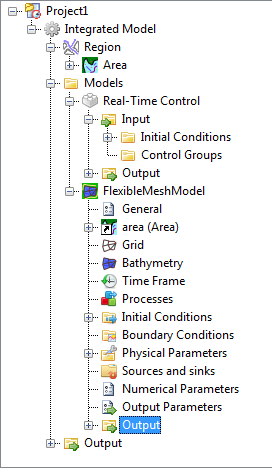 Project1
Integrated Model
Region
Area
Models
Real-Time Control
Input
Initial Conditions
Control Groups
Output
FlexibleMeshModel
General
area (Area)
Grid
Bathymetry
Time Frame
Processes
Initial Conditions
Boundary Conditions
Physical Parameters
Sources and sinks
Numerical Parameters
Output Parameters
Output
Output